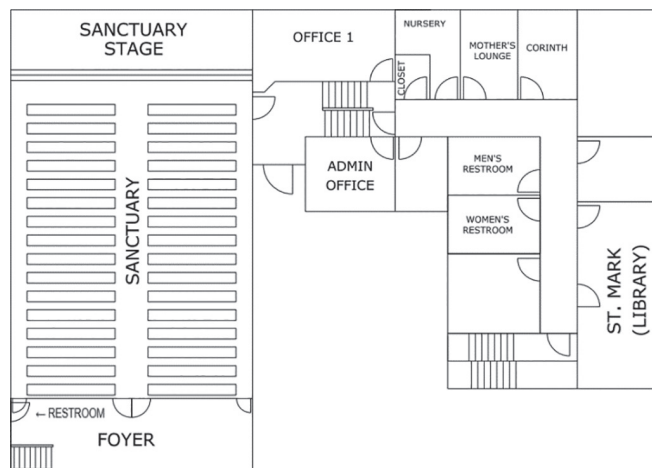 SANCTUARY
STAGE
OFFICE 1
NURSERY
MOTHER'S
LOUNGE
CORINTH
CLOSET
ADMIN
OFFICE
MEN'S
RESTROOM
WOMEN'S
RESTROOM
SANCTUARY
ST. MARK
(LIBRARY)
← RESTROOM
FOYER